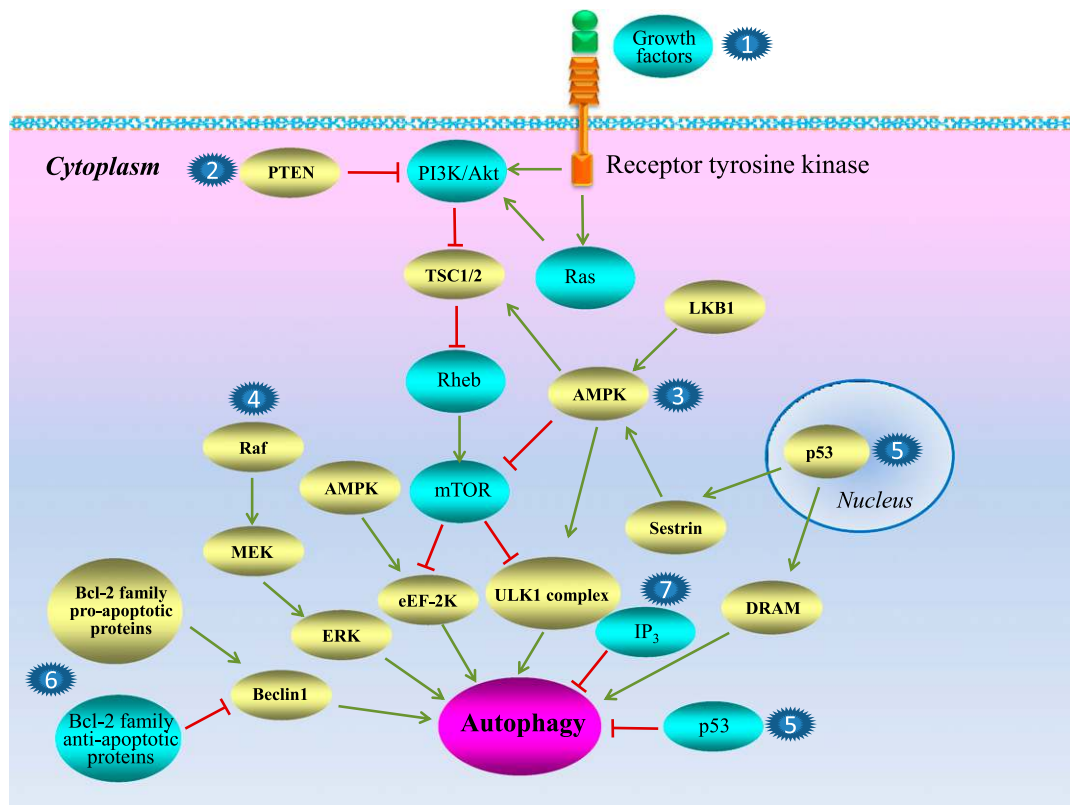 Growth
factors
1
Cytoplasm
2
PTEN
PI3K/Akt
Receptor tyrosine kinase
TSC1/2
Ras
LKB1
Rheb
AMPK
3
4
Raf
p53
5
Nucleus
AMPK
mTOR
Sestrin
MEK
Bcl-2 family
pro-apoptotic
proteins
eEF-2K
ULK1 complex
7
DRAM
ERK
IP₃
6
Beclin1
Bcl-2 family
anti-apoptotic
proteins
Autophagy
p53
5